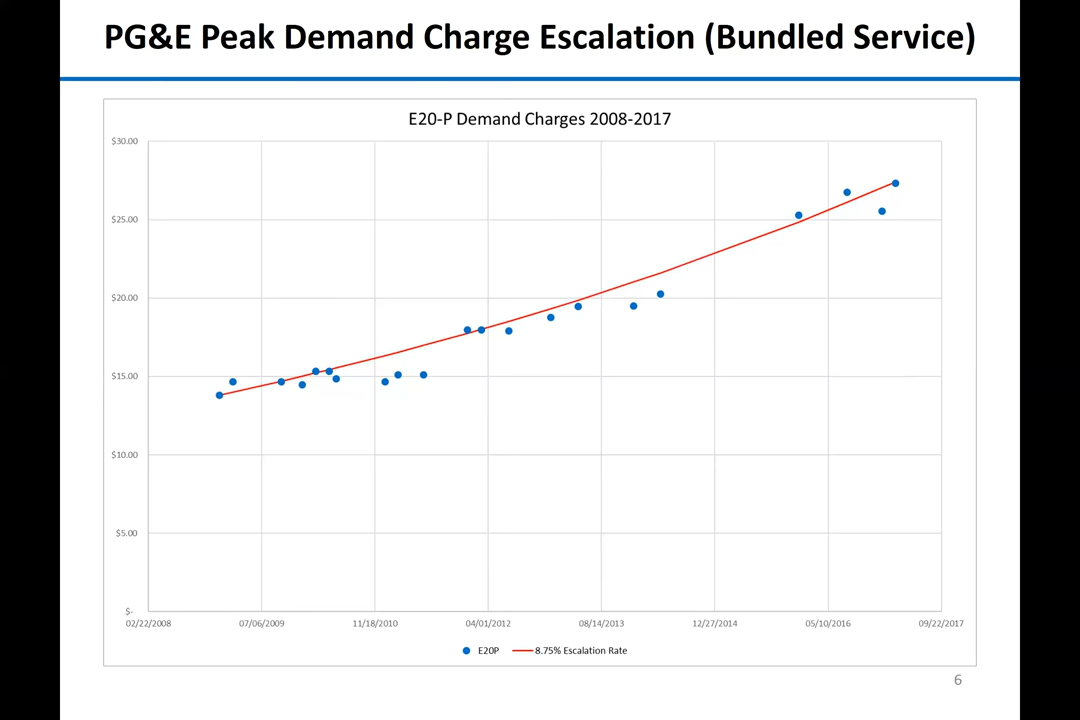 PG&E Peak Demand Charge Escalation (Bundled Service)
E20-P Demand Charges 2008-2017
$30.00
$25.00
$20.00
$15.00
$10.00
$5.00
$-
02/22/2008 07/06/2009 11/18/2010 04/01/2012 08/14/2013 12/27/2014 05/10/2016 09/22/2017
E20P 8.75% Escalation Rate
6